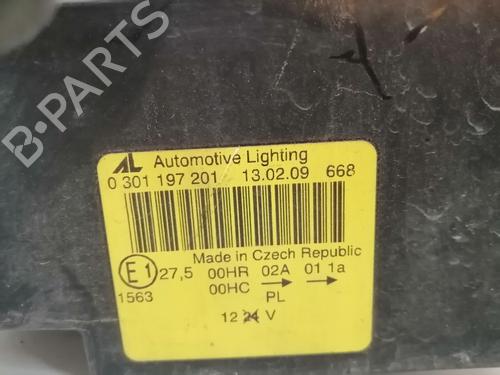 B-PARTS
AL Automotive Lighting
0 301 197 201 13.02.09 668
Made in Czech Republic
E1 27,5 00HR 02A 01 1a
1563 00HC → →
PL
12 24 V